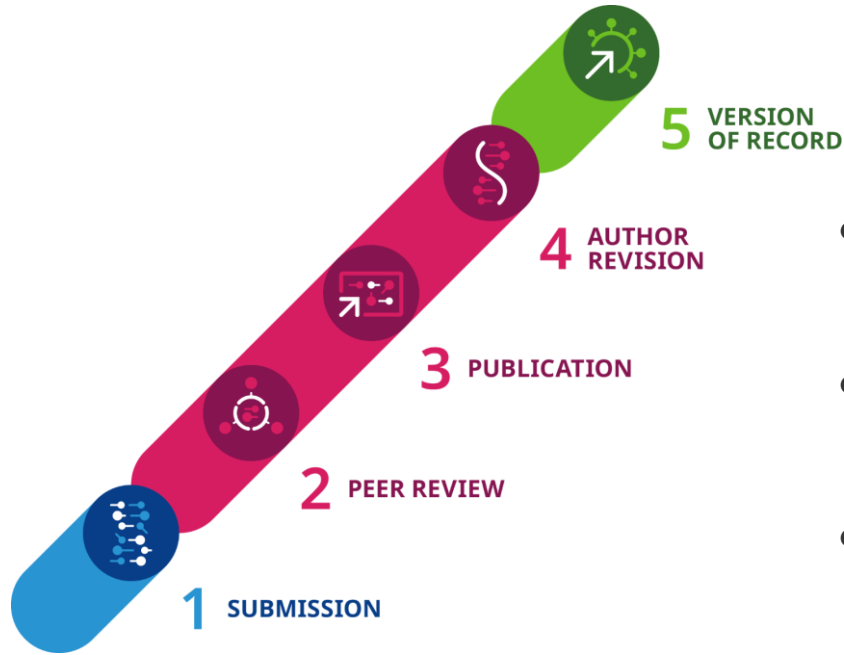 5 VERSION
OF RECORD
4 AUTHOR
REVISION
3 PUBLICATION
2 PEER REVIEW
1 SUBMISSION